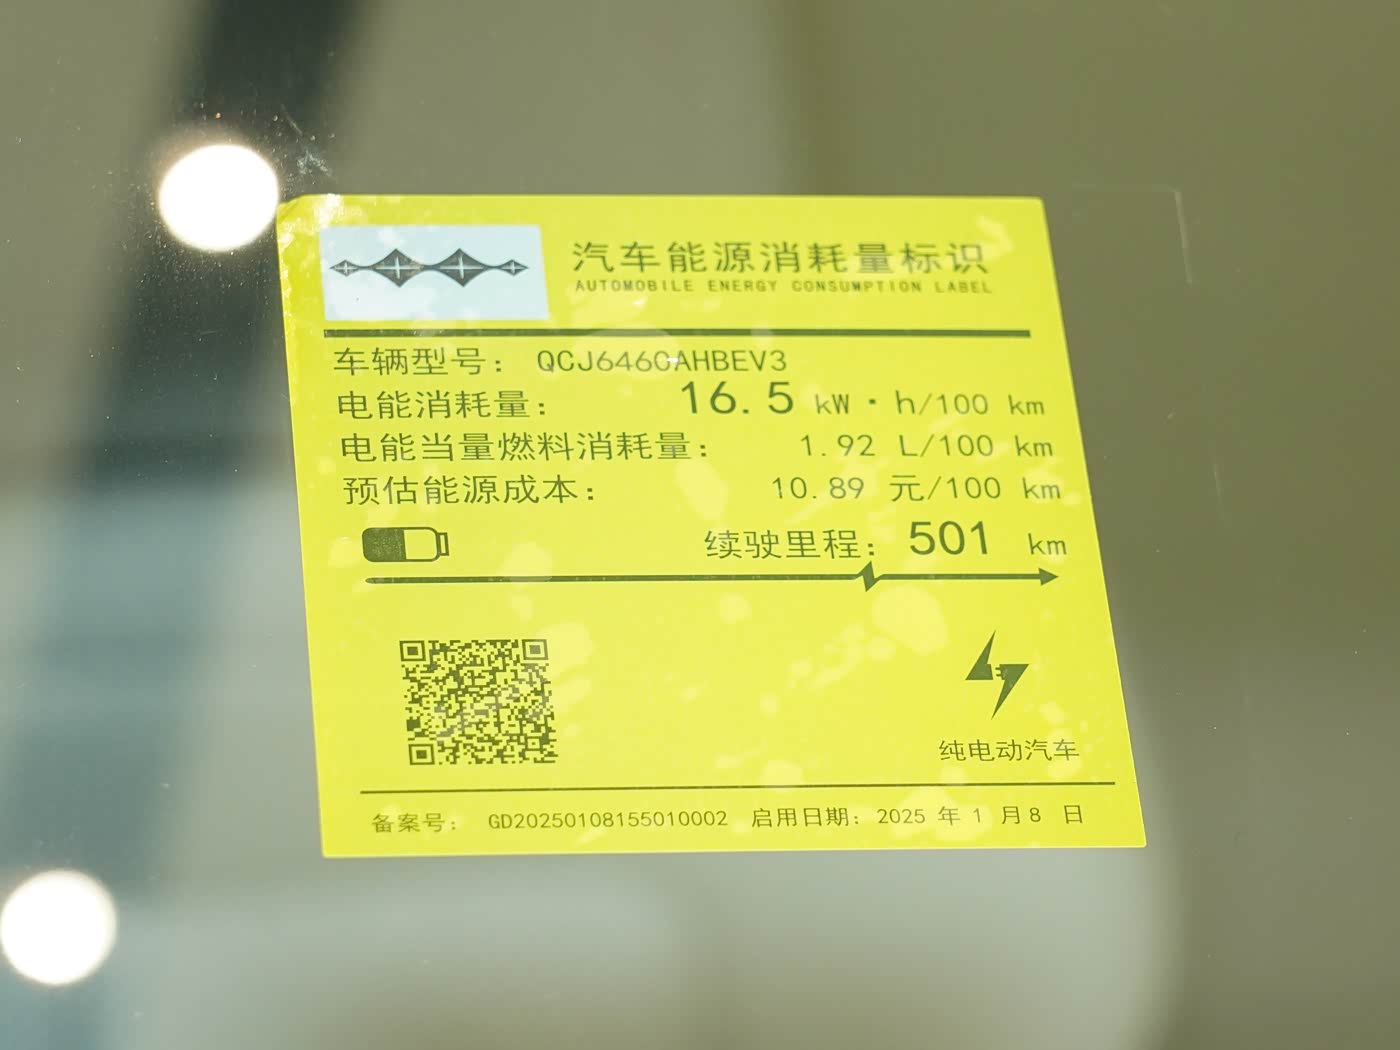 汽车能源消耗量标识
AUTOMOBILE ENERGY CONSUMPTION LABEL
车辆型号: QCJ6460AHBEV3
电能消耗量: 16.5 kW·h/100 km
电能当量燃料消耗量: 1.92 L/100 km
预估能源成本: 10.89 元/100 km
续驶里程: 501 km
纯电动汽车
备案号: GD20250108155010002 启用日期: 2025 年 1 月 8 日